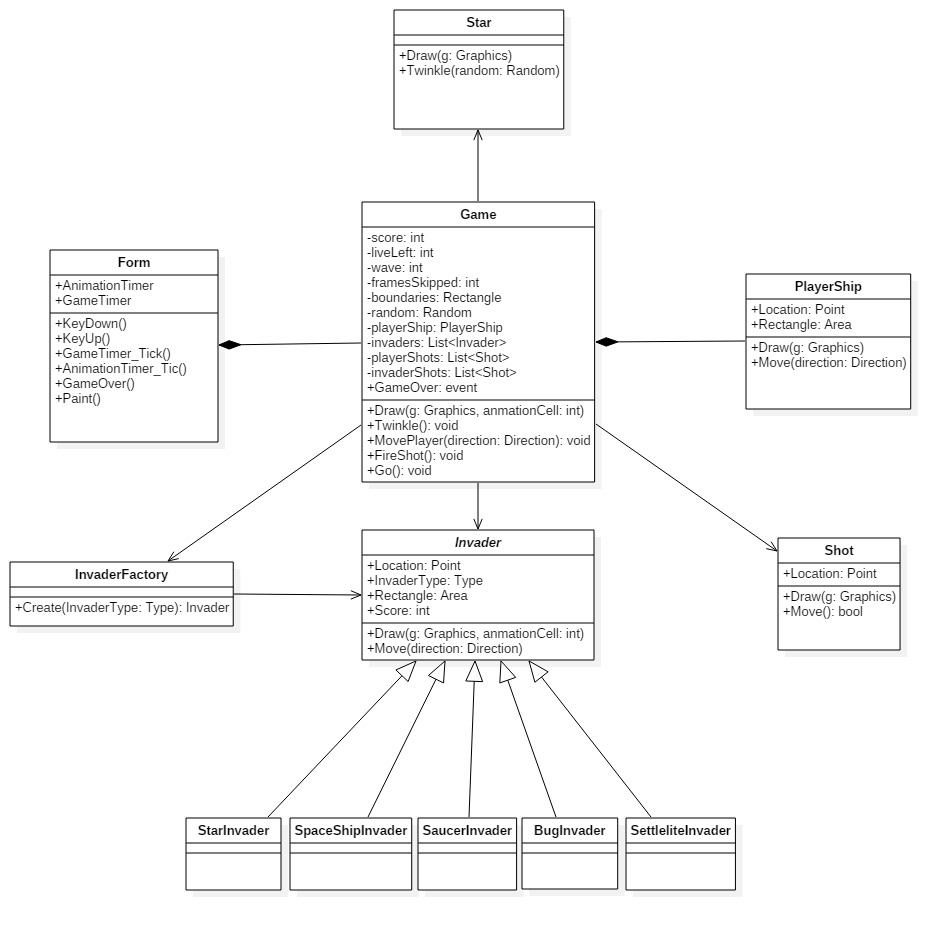 Star
+Draw(g: Graphics)
+Twinkle(random: Random)
Game
-score: int
-liveLeft: int
-wave: int
-framesSkipped: int
-boundaries: Rectangle
-random: Random
-playerShip: PlayerShip
-invaders: List<Invader>
-playerShots: List<Shot>
-invaderShots: List<Shot>
+GameOver: event
+Draw(g: Graphics, anmationCell: int)
+Twinkle(): void
+MovePlayer(direction: Direction): void
+FireShot(): void
+Go(): void
Form
+AnimationTimer
+GameTimer
+KeyDown()
+KeyUp()
+GameTimer_Tick()
+AnimationTimer_Tic()
+GameOver()
+Paint()
PlayerShip
+Location: Point
+Rectangle: Area
+Draw(g: Graphics)
+Move(direction: Direction)
InvaderFactory
+Create(InvaderType: Type): Invader
Invader
+Location: Point
+InvaderType: Type
+Rectangle: Area
+Score: int
+Draw(g: Graphics, anmationCell: int)
+Move(direction: Direction)
Shot
+Location: Point
+Draw(g: Graphics)
+Move(): bool
StarInvader
SpaceShipInvader
SaucerInvader
BugInvader
SettleliteInvader